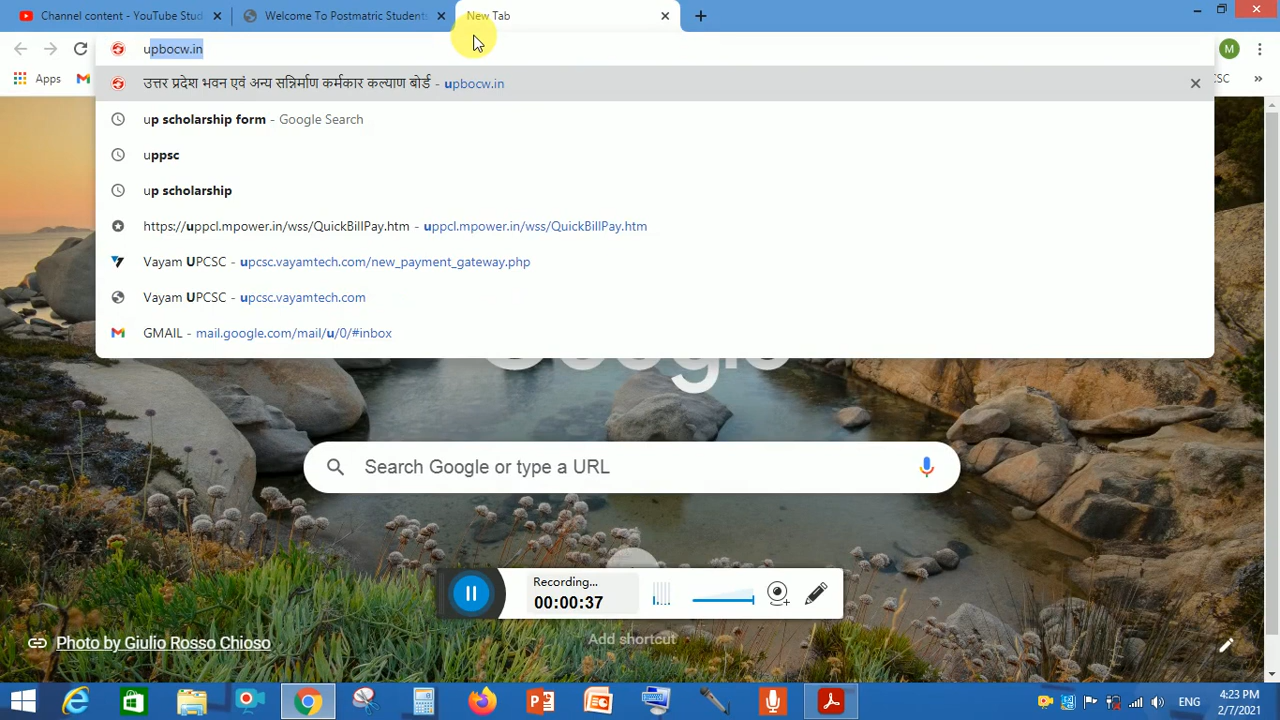 Channel content - YouTube Stud
Welcome To Postmatric Students
New Tab
upbocw.in
M
Apps
CSC
उत्तर प्रदेश भवन एवं अन्य सन्निर्माण कर्मकार कल्याण बोर्ड - upbocw.in
up scholarship form - Google Search
uppsc
up scholarship
https://uppcl.mpower.in/wss/QuickBillPay.htm - uppcl.mpower.in/wss/QuickBillPay.htm
Vayam UPCSC - upcsc.vayamtech.com/new_payment_gateway.php
Vayam UPCSC - upcsc.vayamtech.com
GMAIL - mail.google.com/mail/u/0/#inbox
Google
Search Google or type a URL
Recording...
00:00:37
Add shortcut
Photo by Giulio Rosso Chioso
ENG
4:23 PM
2/7/2021